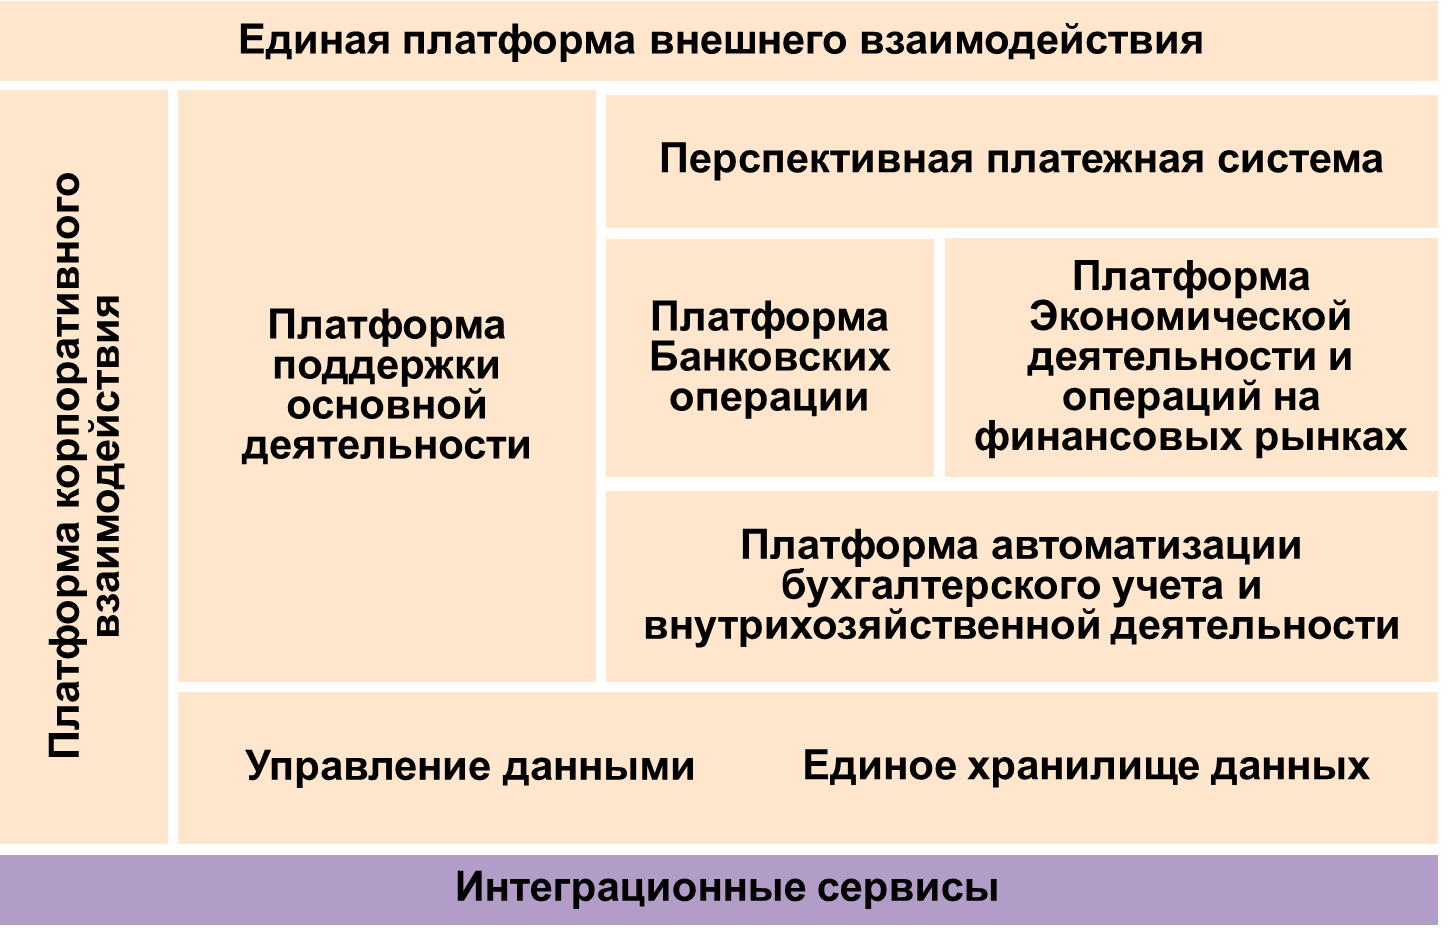 Единая платформа внешнего взаимодействия
Платформа корпоративного
взаимодействия
Платформа
поддержки
основной
деятельности
Перспективная платежная система
Платформа
Банковских
операции
Платформа
Экономической
деятельности и
операций на
финансовых рынках
Платформа автоматизации
бухгалтерского учета и
внутрихозяйственной деятельности
Управление данными
Единое хранилище данных
Интеграционные сервисы